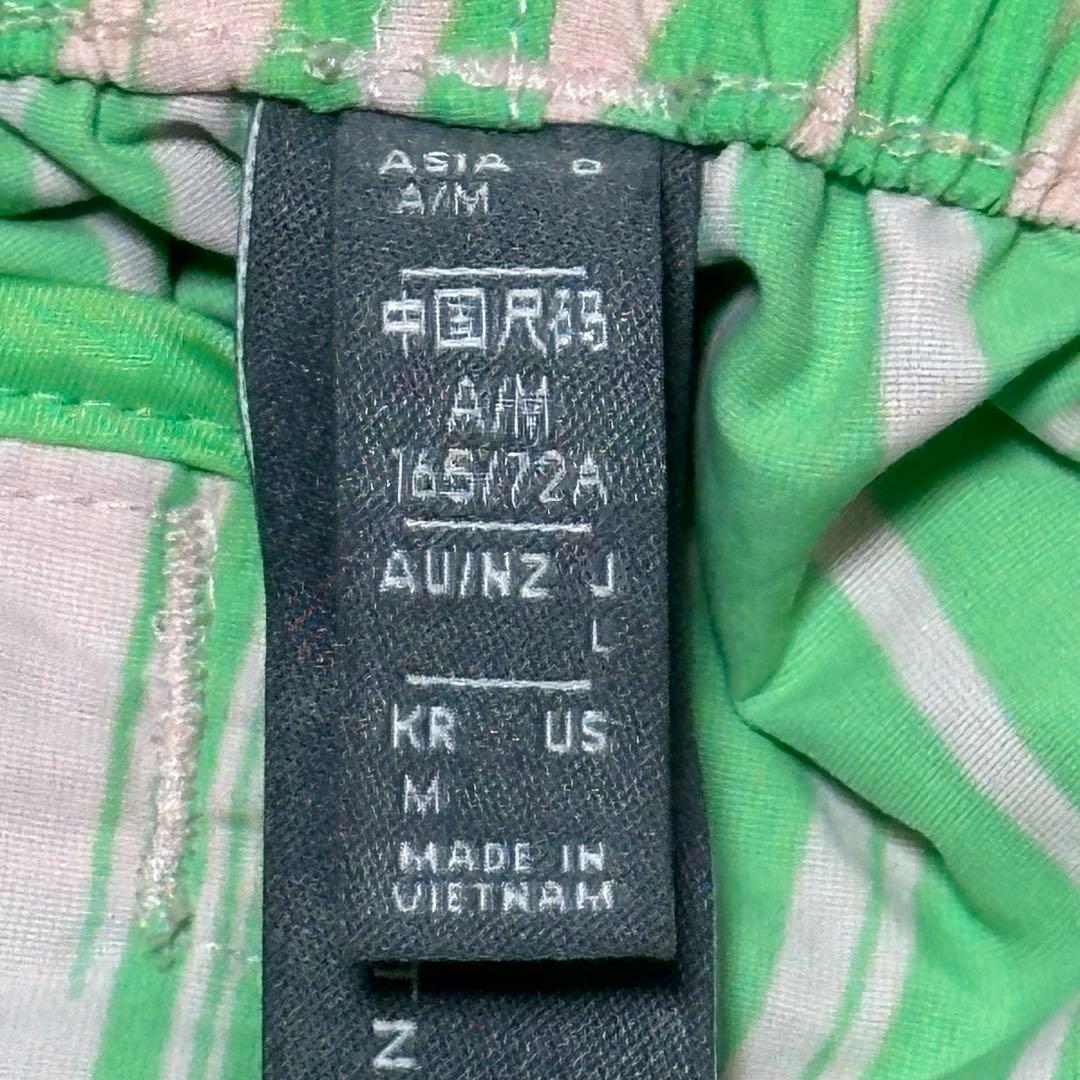 ASIA O
A/M
中国尺码
A/M
165/72A
AU/NZ J
L
KR US
M
MADE IN
VIETNAM
N